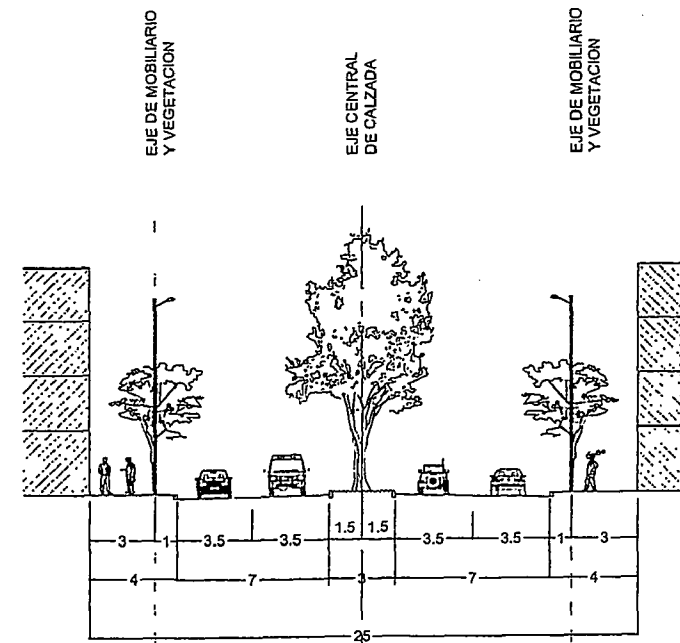 EJE DE MOBILIARIO
Y VEGETACION
EJE CENTRAL
DE CALZADA
EJE DE MOBILIARIO
Y VEGETACION
3 1 3.5 3.5 1.5 1.5 3.5 3.5 1 3
4 7 3 7 4
25